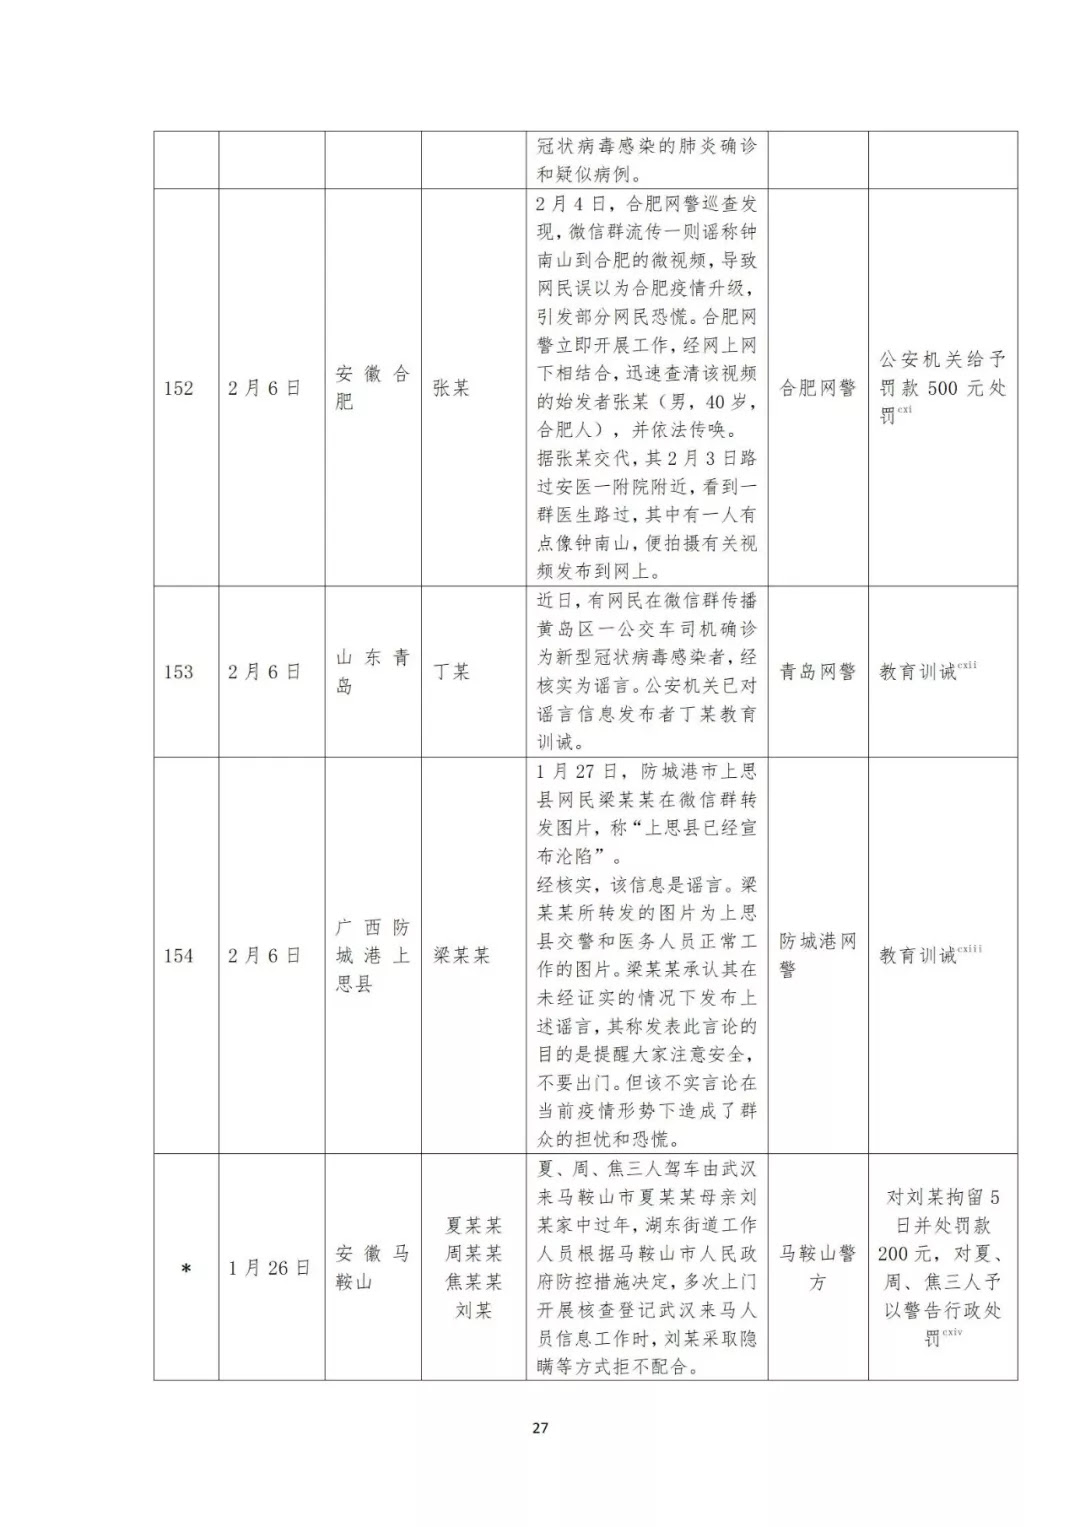 冠状病毒感染的肺炎确诊
和疑似病例。
152
2 月 6 日
安徽合
肥
张某
2 月 4 日，合肥网警巡查发
现，微信群流传一则谣称钟
南山到合肥的微视频，导致
网民误以为合肥疫情升级，
引发部分网民恐慌。合肥网
警立即开展工作，经网上网
下相结合，迅速查清该视频
的始发者张某（男，40 岁，
合肥人），并依法传唤。
据张某交代，其 2 月 3 日路
过安医一附院附近，看到一
群医生路过，其中有一人有
点像钟南山，便拍摄有关视
频发布到网上。
合肥网警
公安机关给予
罚款 500 元处
罚cxi
153
2 月 6 日
山东青
岛
丁某
近日，有网民在微信群传播
黄岛区一公交车司机确诊
为新型冠状病毒感染者，经
核实为谣言。公安机关已对
谣言信息发布者丁某教育
训诫。
青岛网警
教育训诫cxii
154
2 月 6 日
广西防
城港上
思县
梁某某
1 月 27 日，防城港市上思
县网民梁某某在微信群转
发图片，称“上思县已经宣
布沦陷”。
经核实，该信息是谣言。梁
某某所转发的图片为上思
县交警和医务人员正常工
作的图片。梁某某承认其在
未经证实的情况下发布上
述谣言，其称发表此言论的
目的是提醒大家注意安全，
不要出门。但该不实言论在
当前疫情形势下造成了群
众的担忧和恐慌。
防城港网
警
教育训诫cxiii
*
1 月 26 日
安徽马
鞍山
夏某某
周某某
焦某某
刘某
夏、周、焦三人驾车由武汉
来马鞍山市夏某某母亲刘
某家中过年，湖东街道工作
人员根据马鞍山市人民政
府防控措施决定，多次上门
开展核查登记武汉来马人
员信息工作时，刘某采取隐
瞒等方式拒不配合。
马鞍山警
方
对刘某拘留 5
日并处罚款
200 元，对夏、
周、焦三人予
以警告行政处
罚cxiv
27